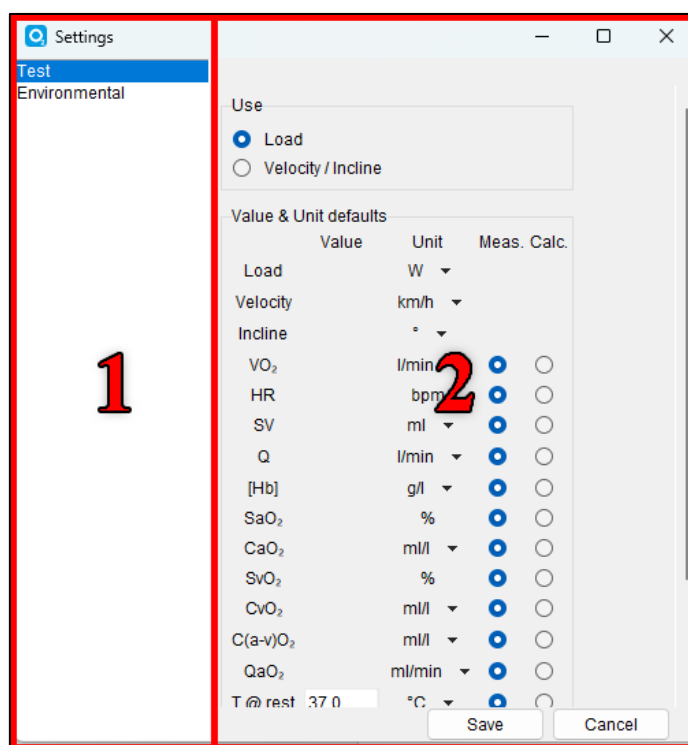 Settings
Test
Environmental
1
Use
Load
Velocity / Incline
Value & Unit defaults
Value Unit Meas. Calc.
Load W
Velocity km/h
Incline °
VO₂ l/min
2
HR bpm
SV ml
Q l/min
[Hb] g/l
SaO₂ %
CaO₂ ml/l
SvO₂ %
CvO₂ ml/l
C(a-v)O₂ ml/l
QaO₂ ml/min
T @ rest 37.0 °C
Save Cancel